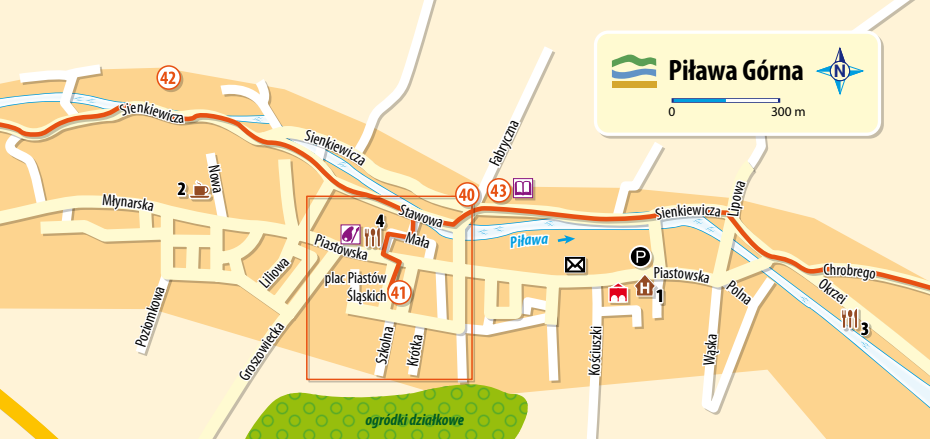 Piława Górna
N
0 300 m
42
Sienkiewicza
Sienkiewicza
Fabryczna
40
43
Lipowa
2
Nowa
Młynarska
4
Stawowa
Sienkiewicza
Piława
Mała
Piastowska
P
Piastowska
Chrobrego
Liliowa
plac Piastów
Śląskich
41
1
Polna
Okrzei
3
Poziomkowa
Groszowiecka
Szkolna
Krótka
Kościuszki
Wąska
ogródki działkowe
H